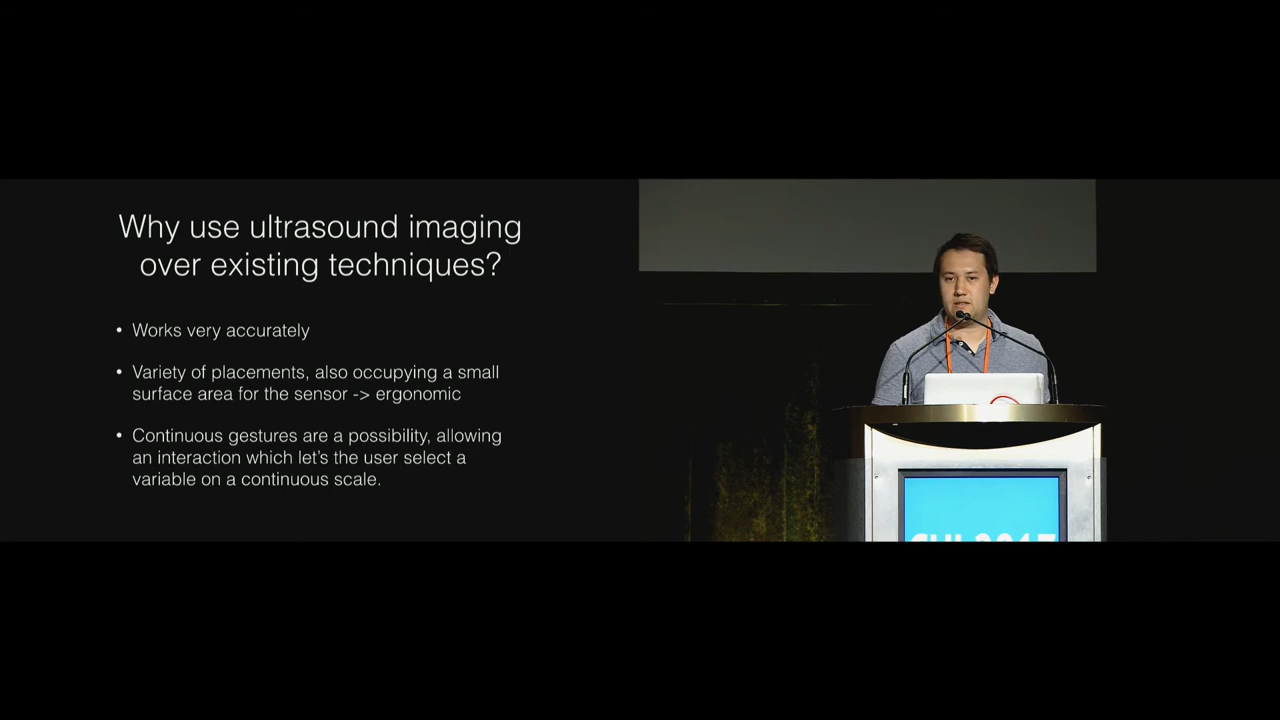 Why use ultrasound imaging
over existing techniques?
• Works very accurately
• Variety of placements, also occupying a small
surface area for the sensor -> ergonomic
• Continuous gestures are a possibility, allowing
an interaction which let's the user select a
variable on a continuous scale.
CHI 2017